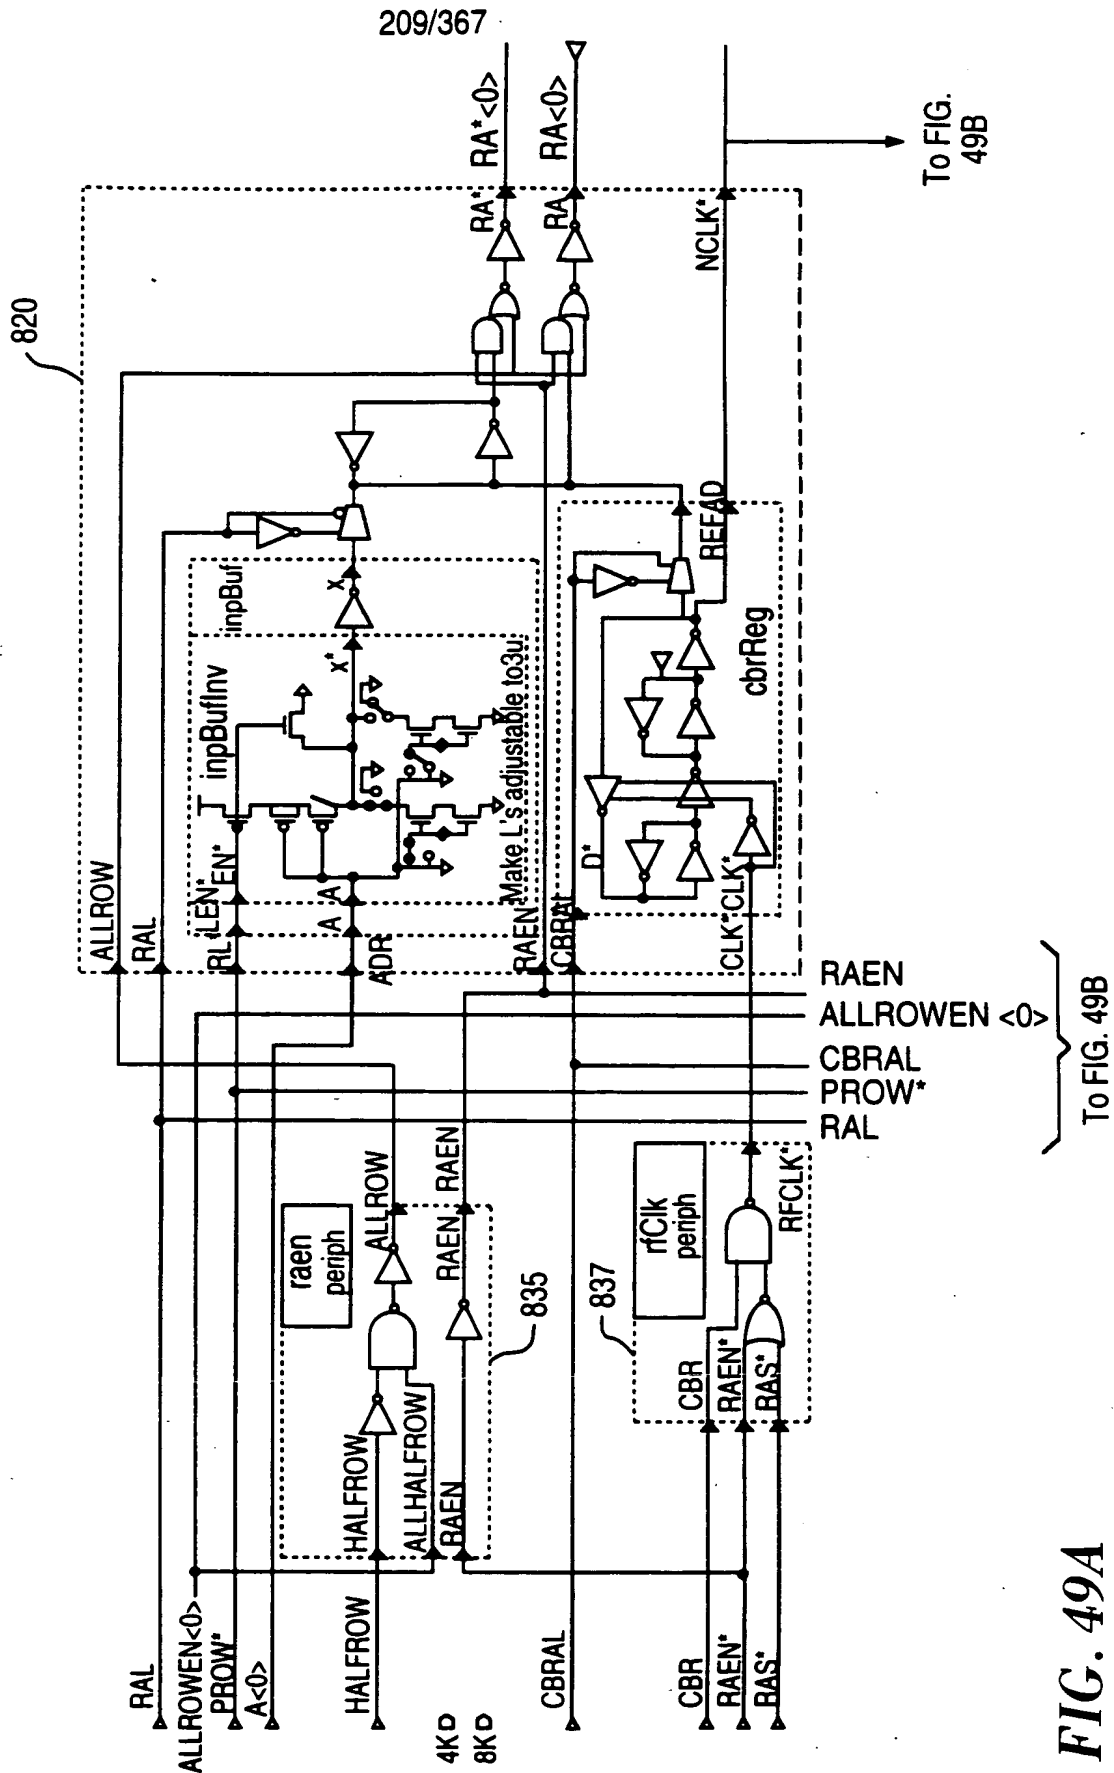 209/367
820
ALLROW
RAL
RL*
LEN*
EN*
ADR
A
A
inpBufInv
inpBuf
x*
x
Make L's adjustable to3u
RAEN
CBRAL
CLK*
CLK*
D*
cbrReg
REFAD
NCLK*
RA*
RA
RA*<0>
RA<0>
To FIG.
49B
RAL
ALLROWEN<0>
PROW*
A<0>
HALFROW
4K D
8K D
CBRAL
CBR
RAEN*
RAS*
HALFROW
ALLHALFROW
RAEN
raen
periph
ALLROW
RAEN
RAEN
835
837
CBR
RAEN*
RAS*
rfClk
periph
RFCLK*
RAEN
ALLROWEN <0>
CBRAL
PROW*
RAL
To FIG. 49B
FIG. 49A